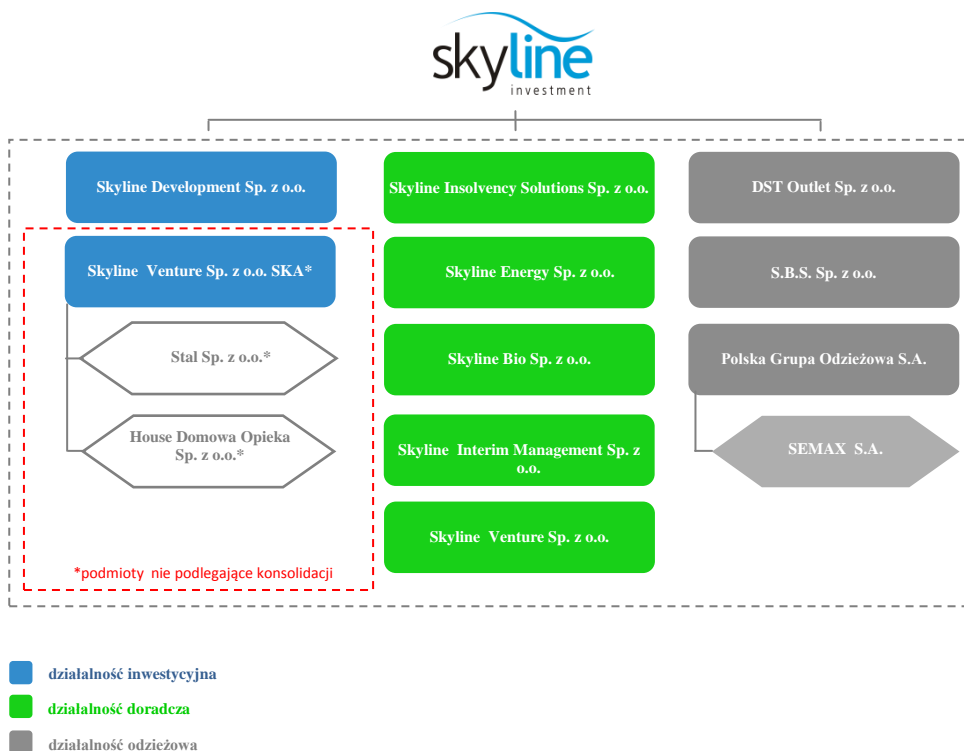 skyline
investment
Skyline Development Sp. z o.o.
Skyline Venture Sp. z o.o. SKA*
Stal Sp. z o.o.*
House Domowa Opieka
Sp. z o.o.*
*podmioty nie podlegające konsolidacji
Skyline Insolvency Solutions Sp. z o.o.
Skyline Energy Sp. z o.o.
Skyline Bio Sp. z o.o.
Skyline Interim Management Sp. z
o.o.
Skyline Venture Sp. z o.o.
DST Outlet Sp. z o.o.
S.B.S. Sp. z o.o.
Polska Grupa Odzieżowa S.A.
SEMAX S.A.
działalność inwestycyjna
działalność doradcza
działalność odzieżowa